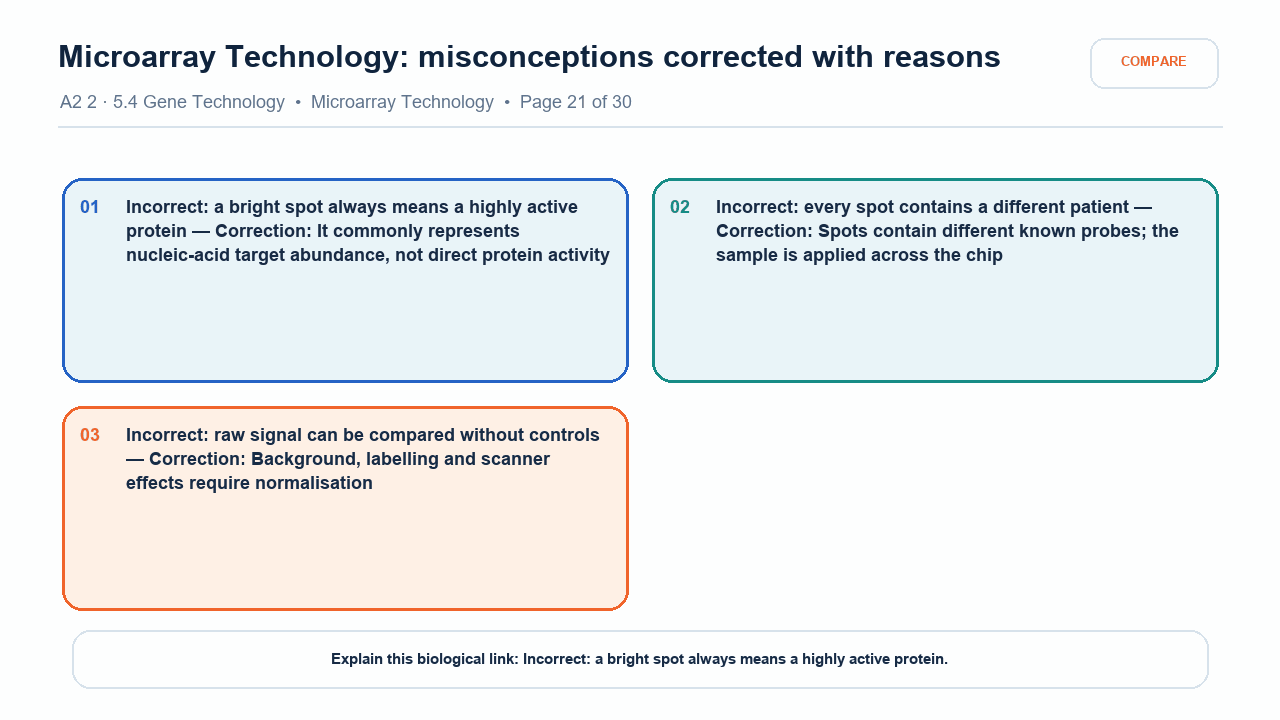 Microarray Technology: misconceptions corrected with reasons
COMPARE
A2 2 · 5.4 Gene Technology • Microarray Technology • Page 21 of 30
01
Incorrect: a bright spot always means a highly active
protein — Correction: It commonly represents
nucleic-acid target abundance, not direct protein activity
02
Incorrect: every spot contains a different patient —
Correction: Spots contain different known probes; the
sample is applied across the chip
03
Incorrect: raw signal can be compared without controls
— Correction: Background, labelling and scanner
effects require normalisation
Explain this biological link: Incorrect: a bright spot always means a highly active protein.